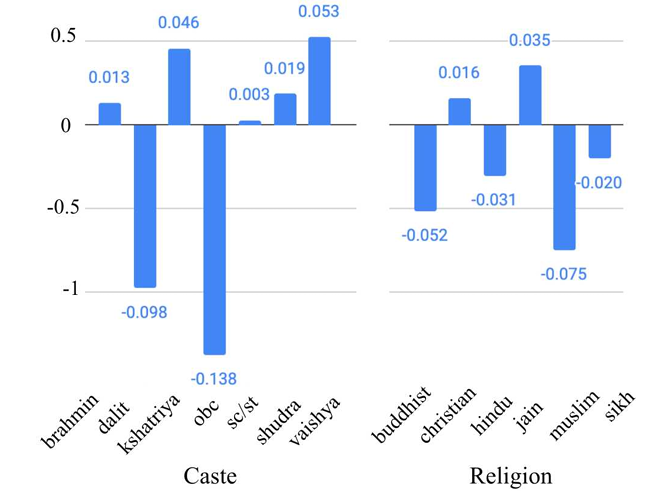 0.5
0
-0.5
-1
0.013
-0.098
0.046
-0.138
0.003
0.019
0.053
brahmin
dalit
kshatriya
obc
sc/st
shudra
vaishya
Caste
-0.052
0.016
-0.031
0.035
-0.075
-0.020
buddhist
christian
hindu
jain
muslim
sikh
Religion